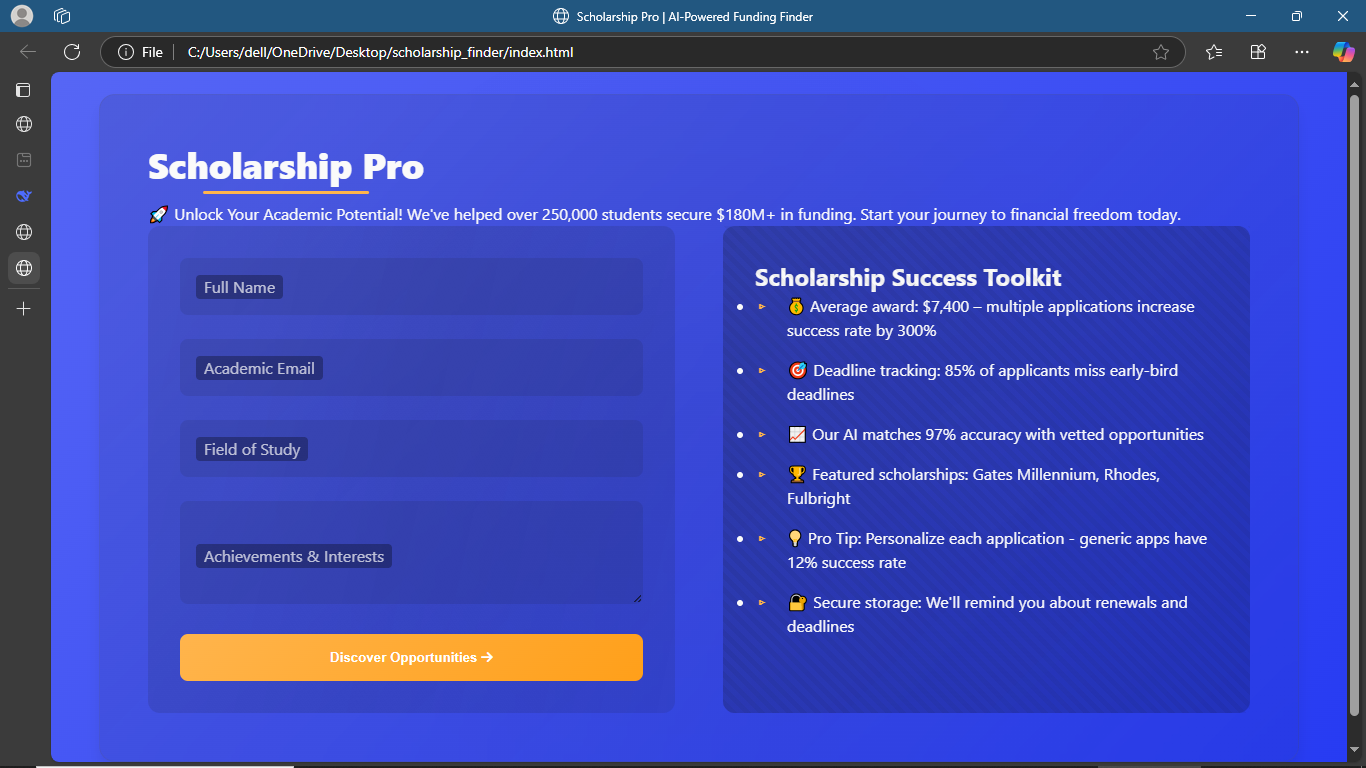 Scholarship Pro | AI-Powered Funding Finder
File
C:/Users/dell/OneDrive/Desktop/scholarship_finder/index.html
Scholarship Pro
🚀 Unlock Your Academic Potential! We've helped over 250,000 students secure $180M+ in funding. Start your journey to financial freedom today.
Full Name
Academic Email
Field of Study
Achievements & Interests
Discover Opportunities →
Scholarship Success Toolkit
• ▹ 💰 Average award: $7,400 – multiple applications increase
success rate by 300%
• ▹ 🎯 Deadline tracking: 85% of applicants miss early-bird
deadlines
• ▹ 📈 Our AI matches 97% accuracy with vetted opportunities
• ▹ 🏆 Featured scholarships: Gates Millennium, Rhodes,
Fulbright
• ▹ 💡 Pro Tip: Personalize each application - generic apps have
12% success rate
• ▹ 🔐 Secure storage: We'll remind you about renewals and
deadlines